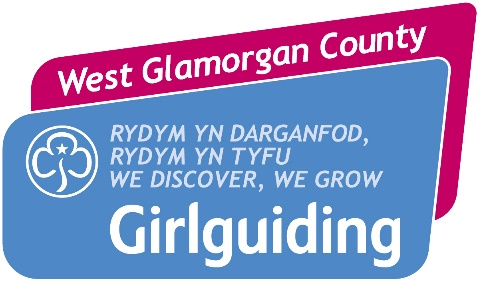 West Glamorgan County
RYDYM YN DARGANFOD,
RYDYM YN TYFU
WE DISCOVER, WE GROW
Girlguiding